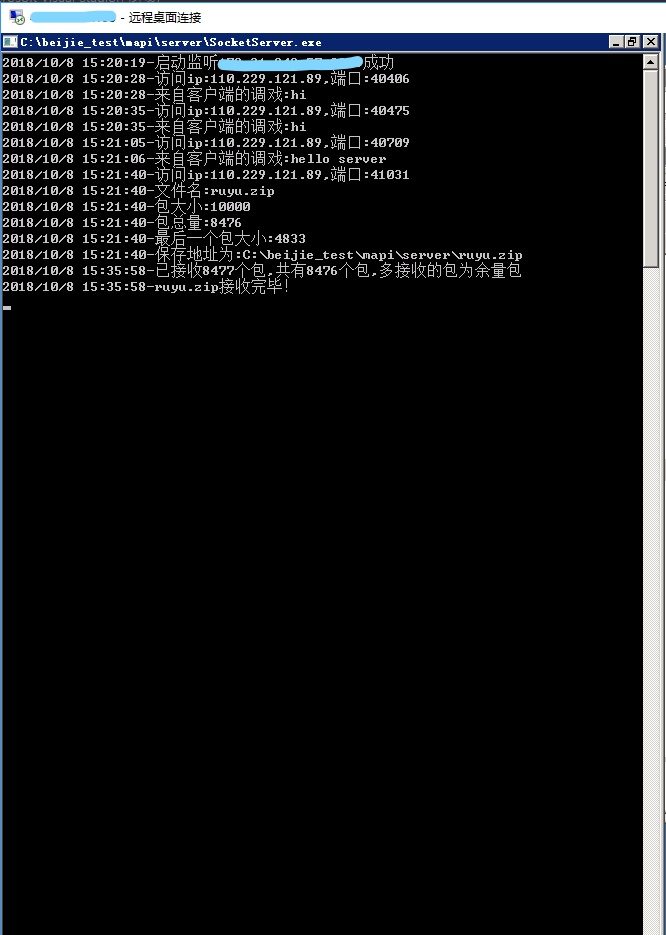 - 远程桌面连接
C:\beijie_test\mapi\server\SocketServer.exe
2018/10/8 15:20:19-启动监听 成功
2018/10/8 15:20:28-访问ip:110.229.121.89,端口:40406
2018/10/8 15:20:28-来自客户端的调戏:hi
2018/10/8 15:20:35-访问ip:110.229.121.89,端口:40475
2018/10/8 15:20:35-来自客户端的调戏:hi
2018/10/8 15:21:05-访问ip:110.229.121.89,端口:40709
2018/10/8 15:21:06-来自客户端的调戏:hello server
2018/10/8 15:21:40-访问ip:110.229.121.89,端口:41031
2018/10/8 15:21:40-文件名:ruyu.zip
2018/10/8 15:21:40-包大小:10000
2018/10/8 15:21:40-包总量:8476
2018/10/8 15:21:40-最后一个包大小:4833
2018/10/8 15:21:40-保存地址为:C:\beijie_test\mapi\server\ruyu.zip
2018/10/8 15:35:58-已接收8477个包,共有8476个包,多接收的包为余量包
2018/10/8 15:35:58-ruyu.zip接收完毕!